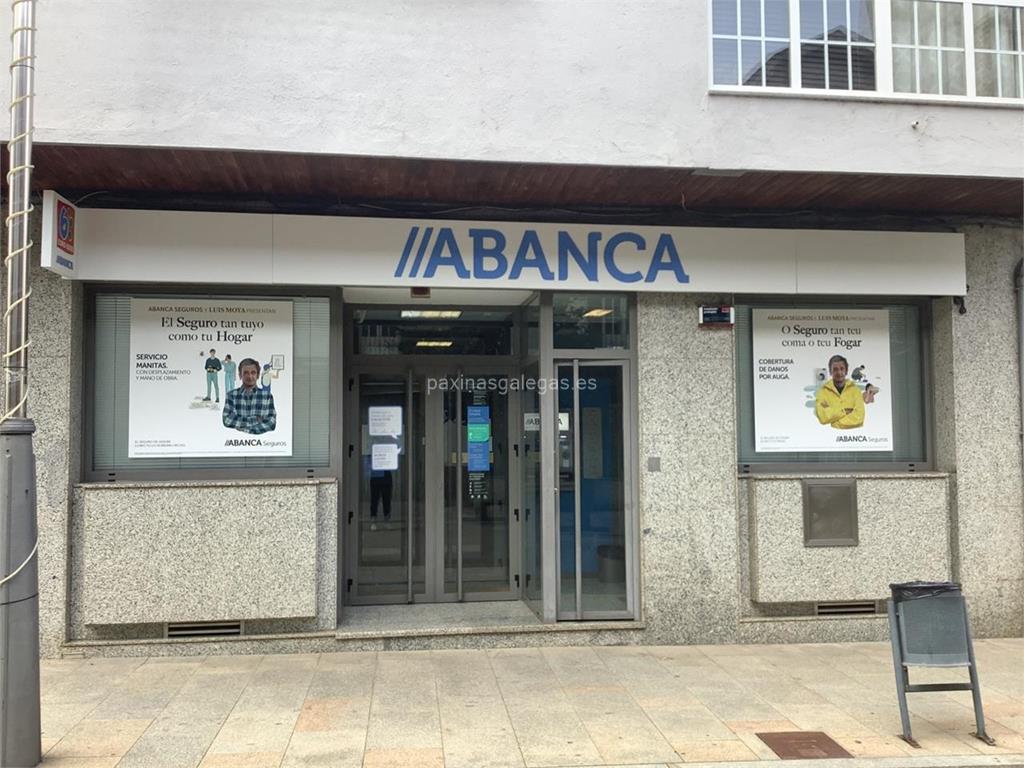 //ABANCA
6
ABANCA
ABANCA SEGUROS Y LUIS MOYA PRESENTAN
El Seguro tan tuyo
como tu Hogar
SERVICIO
MANITAS.
CON DESPLAZAMIENTO
Y MANO DE OBRA.
//ABANCA Seguros
paxinasgalegas.es
ABANCA SEGUROS Y LUIS MOYA PRESENTAN
O Seguro tan teu
coma o teu Fogar
COBERTURA
DE DANOS
POR AUGA.
//ABANCA Seguros